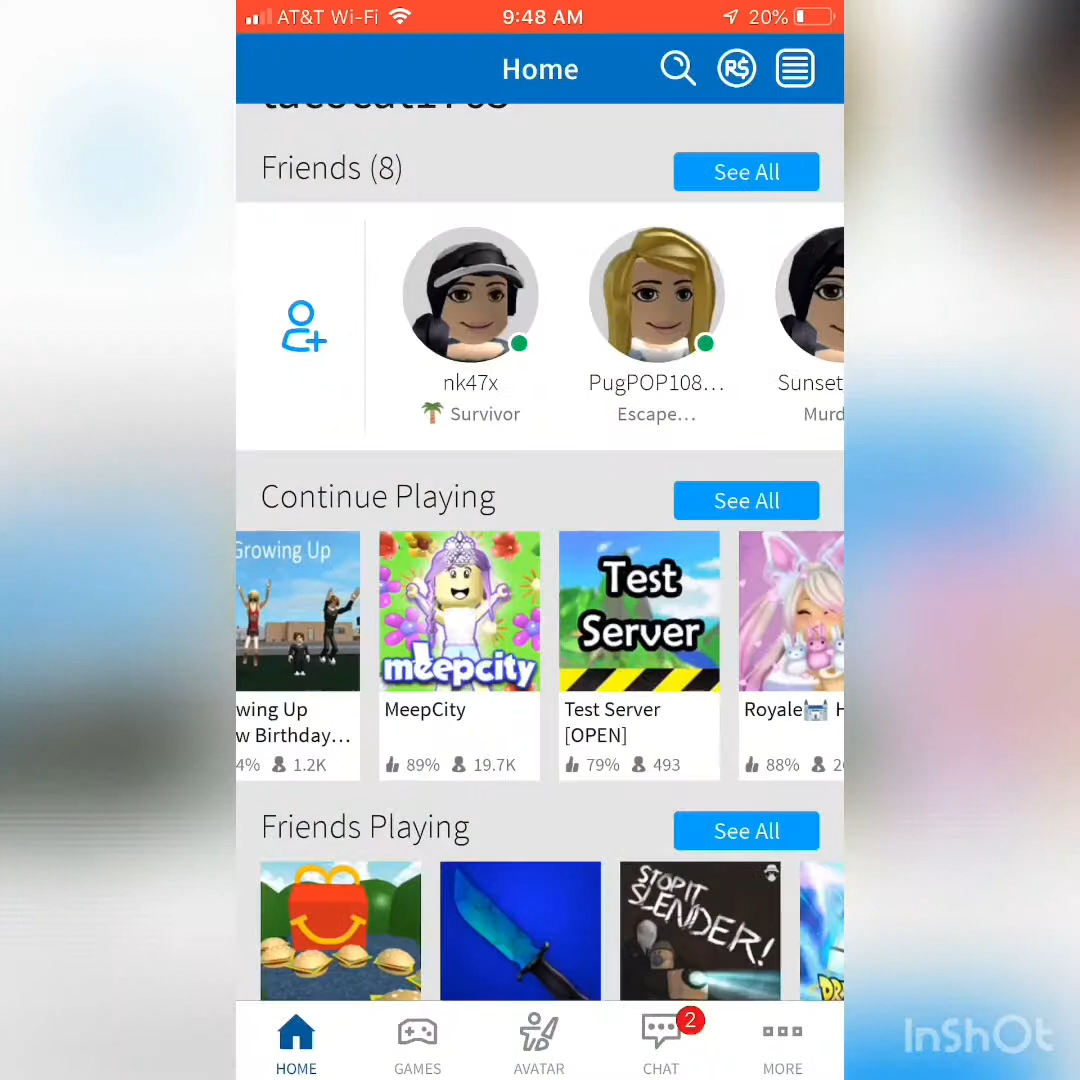 AT&T Wi-Fi 9:48 AM 20%
Home R$
Friends (8) See All
nk47x PugPOP108... Sunset
🌴 Survivor Escape... Murd
Continue Playing See All
Growing Up
Test
Server
meepcity
wing Up MeepCity Test Server Royale🏰 H
w Birthday... [OPEN]
4% 1.2K 89% 19.7K 79% 493 88% 2
Friends Playing See All
STOP IT
SLENDER!
2
HOME GAMES AVATAR CHAT MORE
InShOt